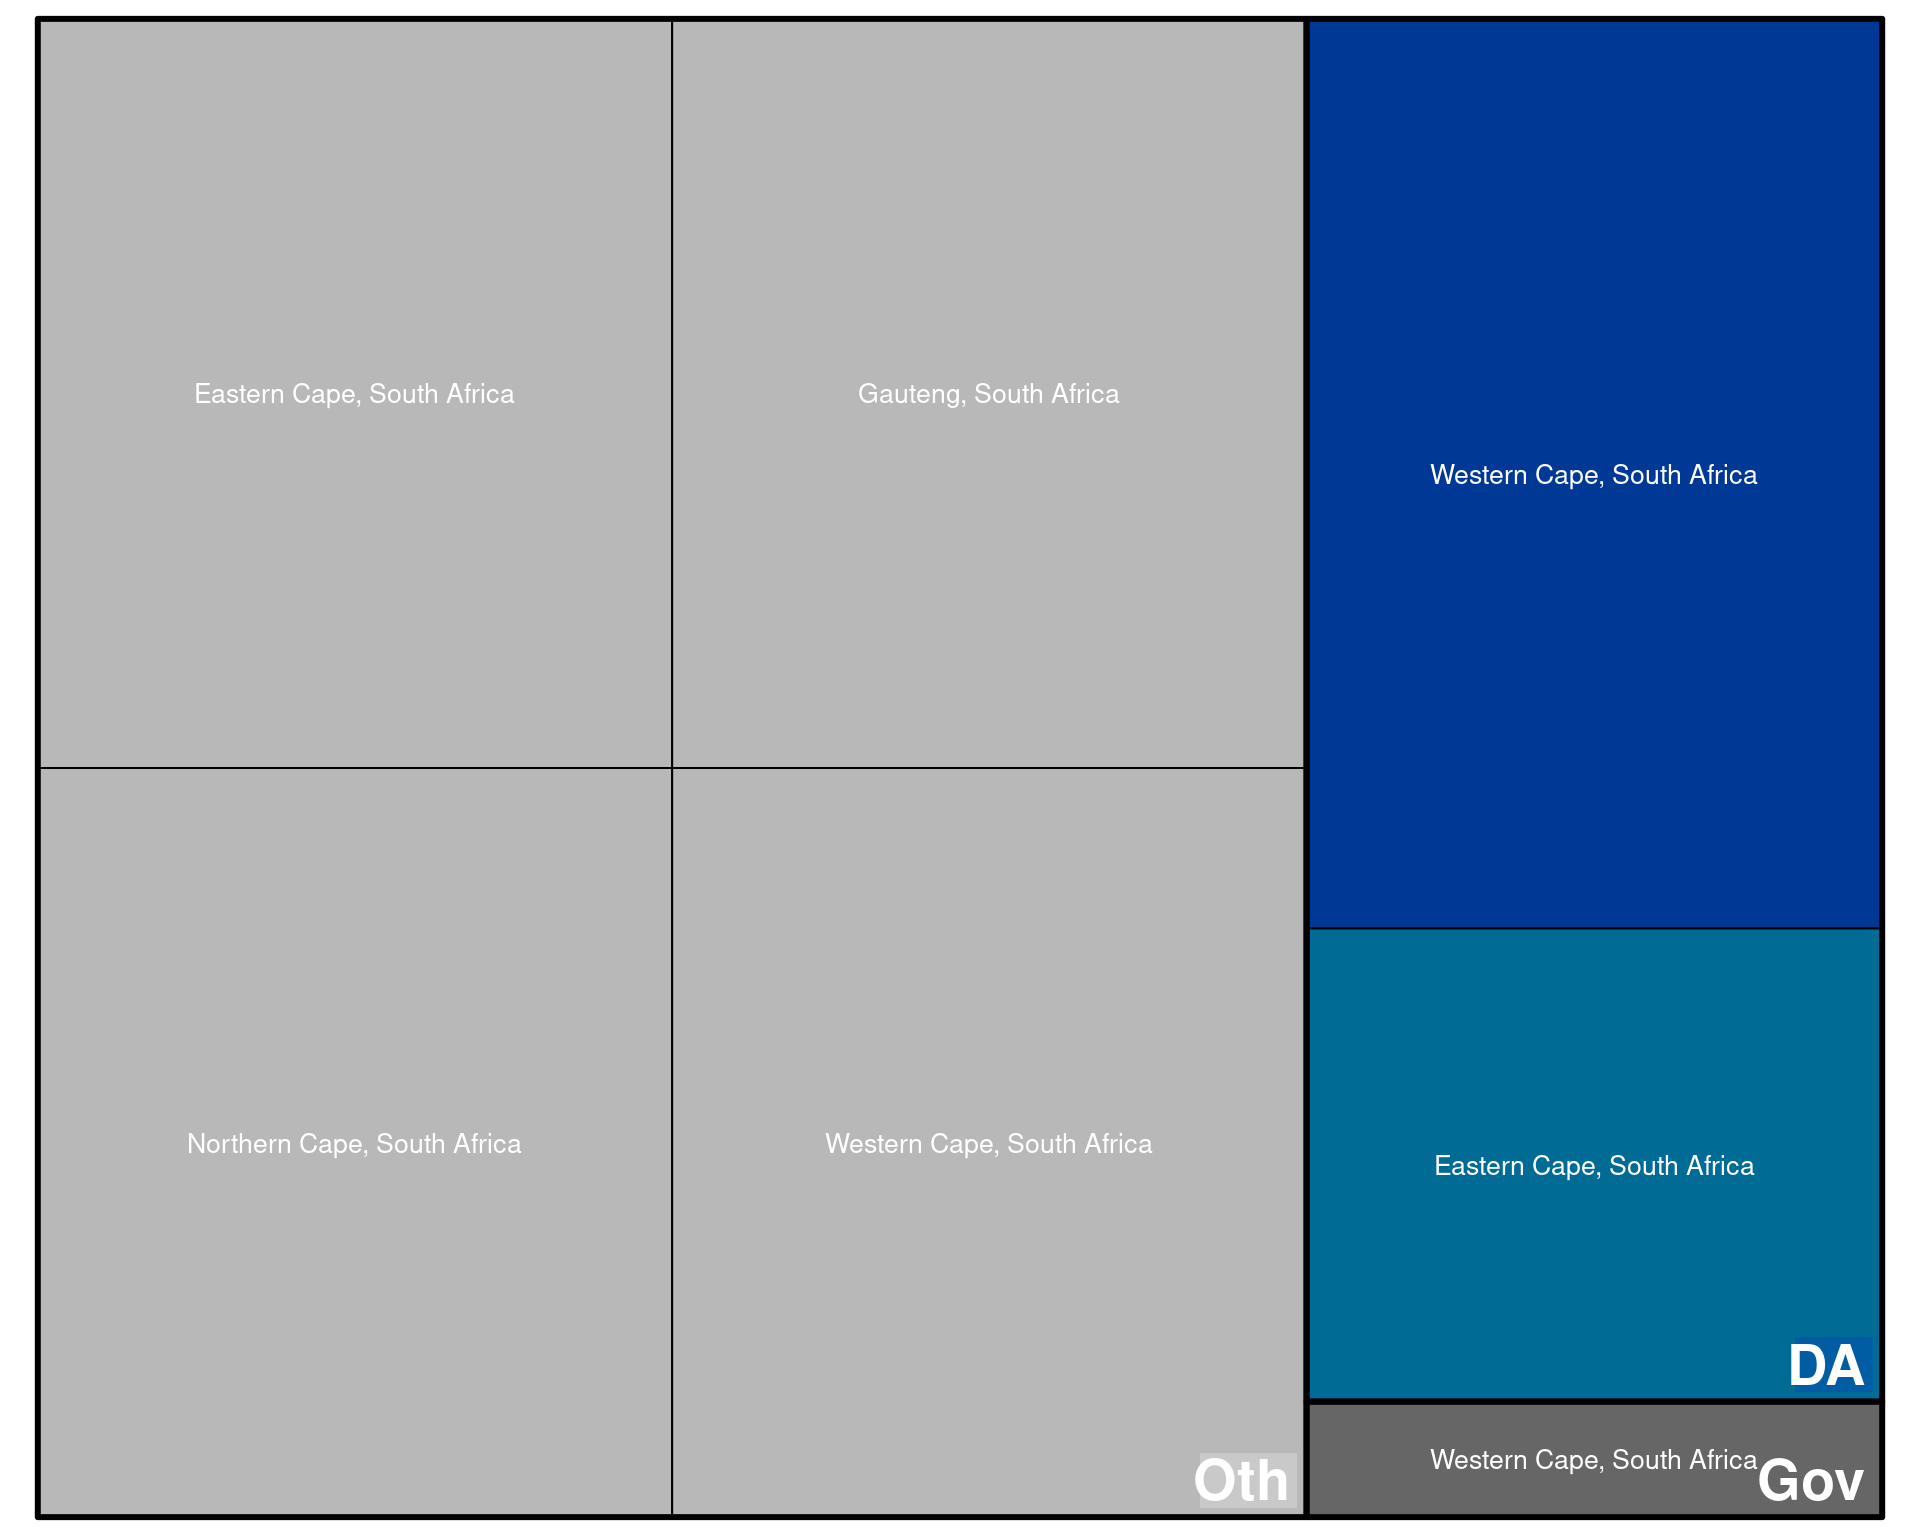 Eastern Cape, South Africa
Gauteng, South Africa
Western Cape, South Africa
Northern Cape, South Africa
Western Cape, South Africa
Eastern Cape, South Africa
DA
Western Cape, South Africa
Oth
Gov